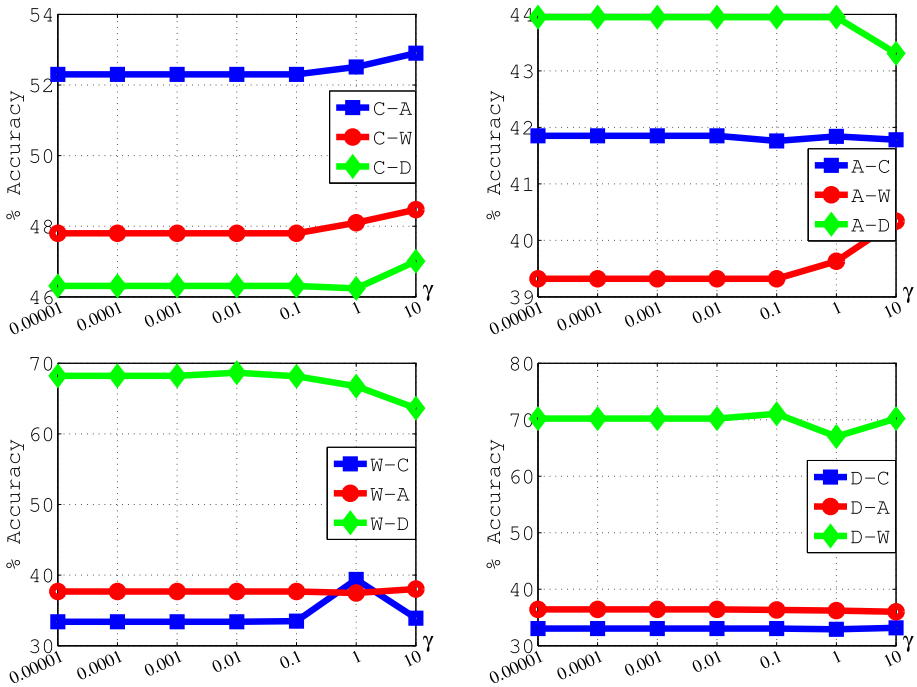 54
52
50
48
46
% Accuracy
C-A
C-W
C-D
0.00001
0.0001
0.001
0.01
0.1
1
10
γ
44
43
42
41
40
39
% Accuracy
A-C
A-W
A-D
0.00001
0.0001
0.001
0.01
0.1
1
10
γ
70
60
50
40
30
% Accuracy
W-C
W-A
W-D
0.00001
0.0001
0.001
0.01
0.1
1
10
γ
80
70
60
50
40
30
% Accuracy
D-C
D-A
D-W
0.00001
0.0001
0.001
0.01
0.1
1
10
γ